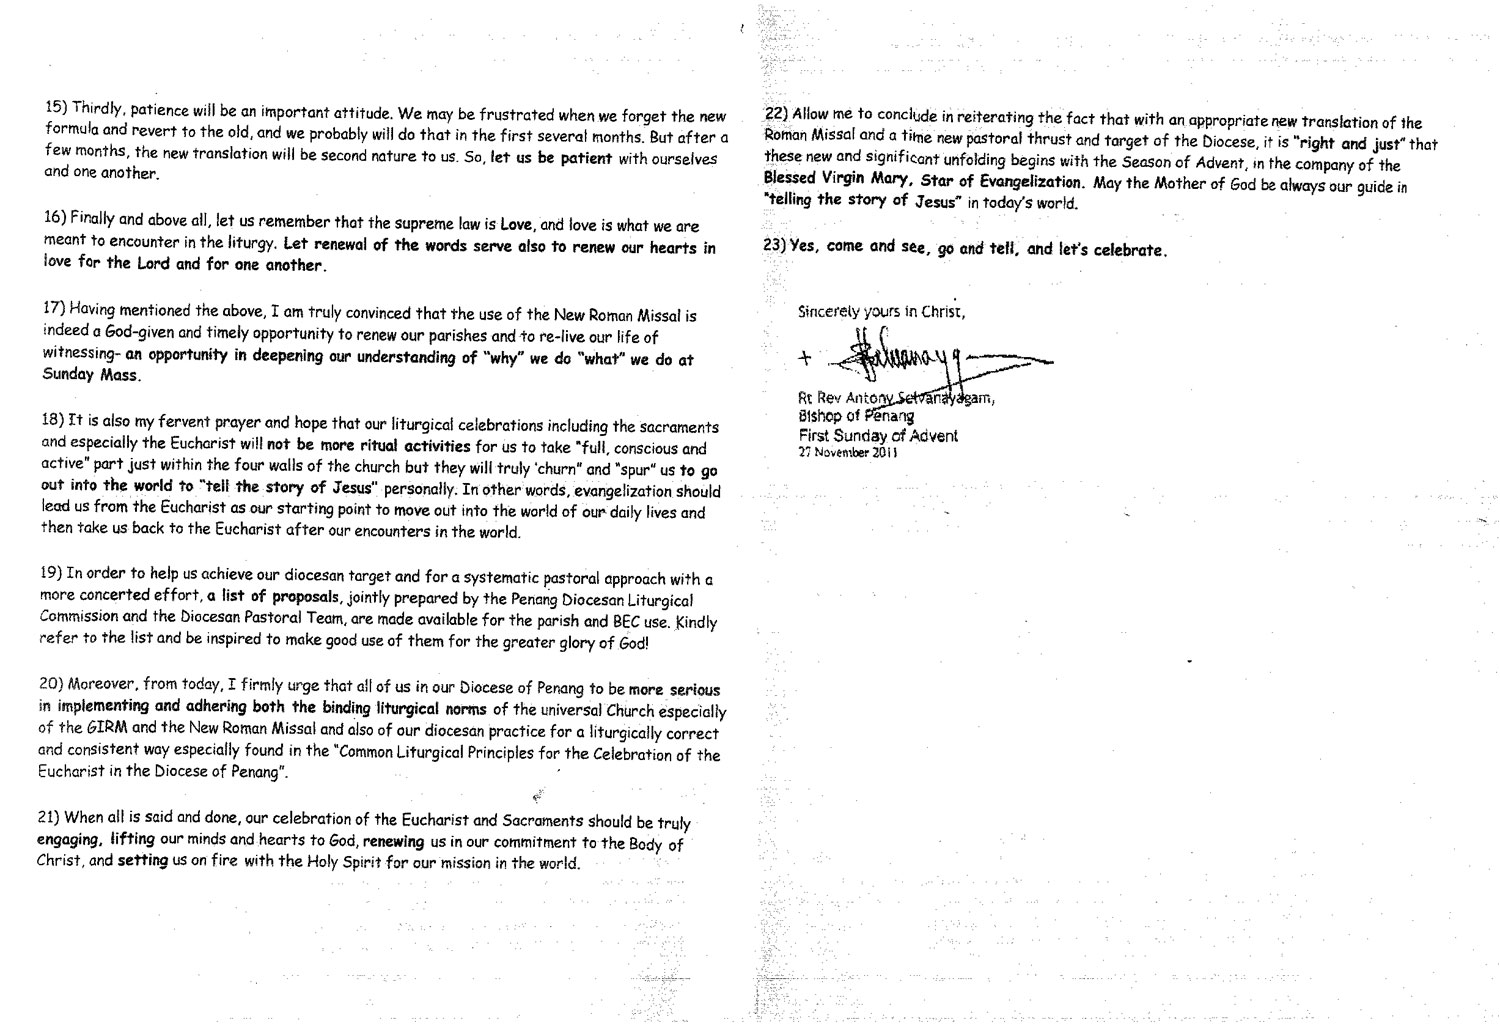 15) Thirdly, patience will be an important attitude. We may be frustrated when we forget the new
formula and revert to the old, and we probably will do that in the first several months. But after a
few months, the new translation will be second nature to us. So, let us be patient with ourselves
and one another.
16) Finally and above all, let us remember that the supreme law is Love, and love is what we are
meant to encounter in the liturgy. Let renewal of the words serve also to renew our hearts in
love for the Lord and for one another.
17) Having mentioned the above, I am truly convinced that the use of the New Roman Missal is
indeed a God-given and timely opportunity to renew our parishes and to re-live our life of
witnessing- an opportunity in deepening our understanding of "why" we do "what" we do at
Sunday Mass.
18) It is also my fervent prayer and hope that our liturgical celebrations including the sacraments
and especially the Eucharist will not be more ritual activities for us to take "full, conscious and
active" part just within the four walls of the church but they will truly 'churn" and "spur" us to go
out into the world to "tell the story of Jesus" personally. In other words, evangelization should
lead us from the Eucharist as our starting point to move out into the world of our daily lives and
then take us back to the Eucharist after our encounters in the world.
19) In order to help us achieve our diocesan target and for a systematic pastoral approach with a
more concerted effort, a list of proposals, jointly prepared by the Penang Diocesan Liturgical
Commission and the Diocesan Pastoral Team, are made available for the parish and BEC use. Kindly
refer to the list and be inspired to make good use of them for the greater glory of God!
20) Moreover, from today, I firmly urge that all of us in our Diocese of Penang to be more serious
in implementing and adhering both the binding liturgical norms of the universal Church especially
of the GIRM and the New Roman Missal and also of our diocesan practice for a liturgically correct
and consistent way especially found in the "Common Liturgical Principles for the Celebration of the
Eucharist in the Diocese of Penang".
21) When all is said and done, our celebration of the Eucharist and Sacraments should be truly
engaging, lifting our minds and hearts to God, renewing us in our commitment to the Body of
Christ, and setting us on fire with the Holy Spirit for our mission in the world.
22) Allow me to conclude in reiterating the fact that with an appropriate new translation of the
Roman Missal and a time new pastoral thrust and target of the Diocese, it is "right and just" that
these new and significant unfolding begins with the Season of Advent, in the company of the
Blessed Virgin Mary, Star of Evangelization. May the Mother of God be always our guide in
"telling the story of Jesus" in today's world.
23) Yes, come and see, go and tell, and let's celebrate.
Sincerely yours in Christ,
Rt Rev Antony Selvanayagam,
Bishop of Penang
First Sunday of Advent
27 November 2011